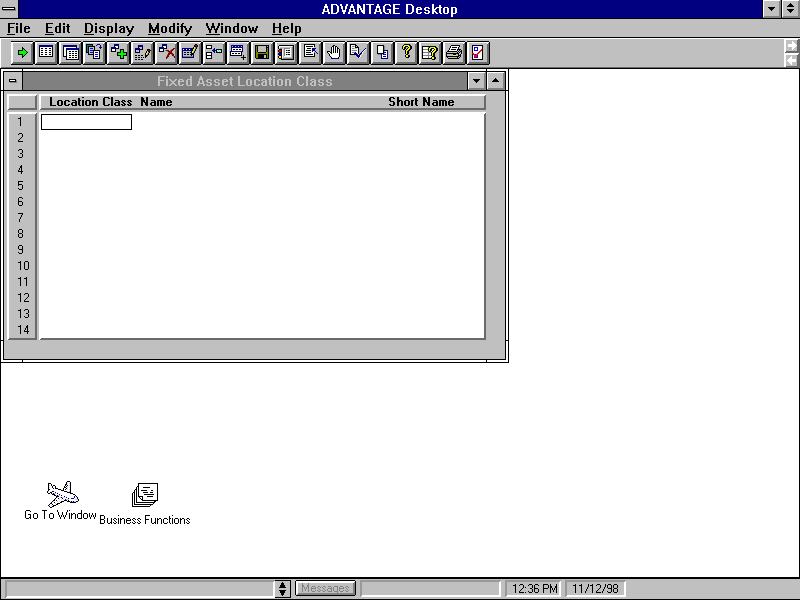 ADVANTAGE Desktop
File Edit Display Modify Window Help
Fixed Asset Location Class
Location Class Name Short Name
1
2
3
4
5
6
7
8
9
10
11
12
13
14
Go To Window
Business Functions
Messages 12:36 PM 11/12/98